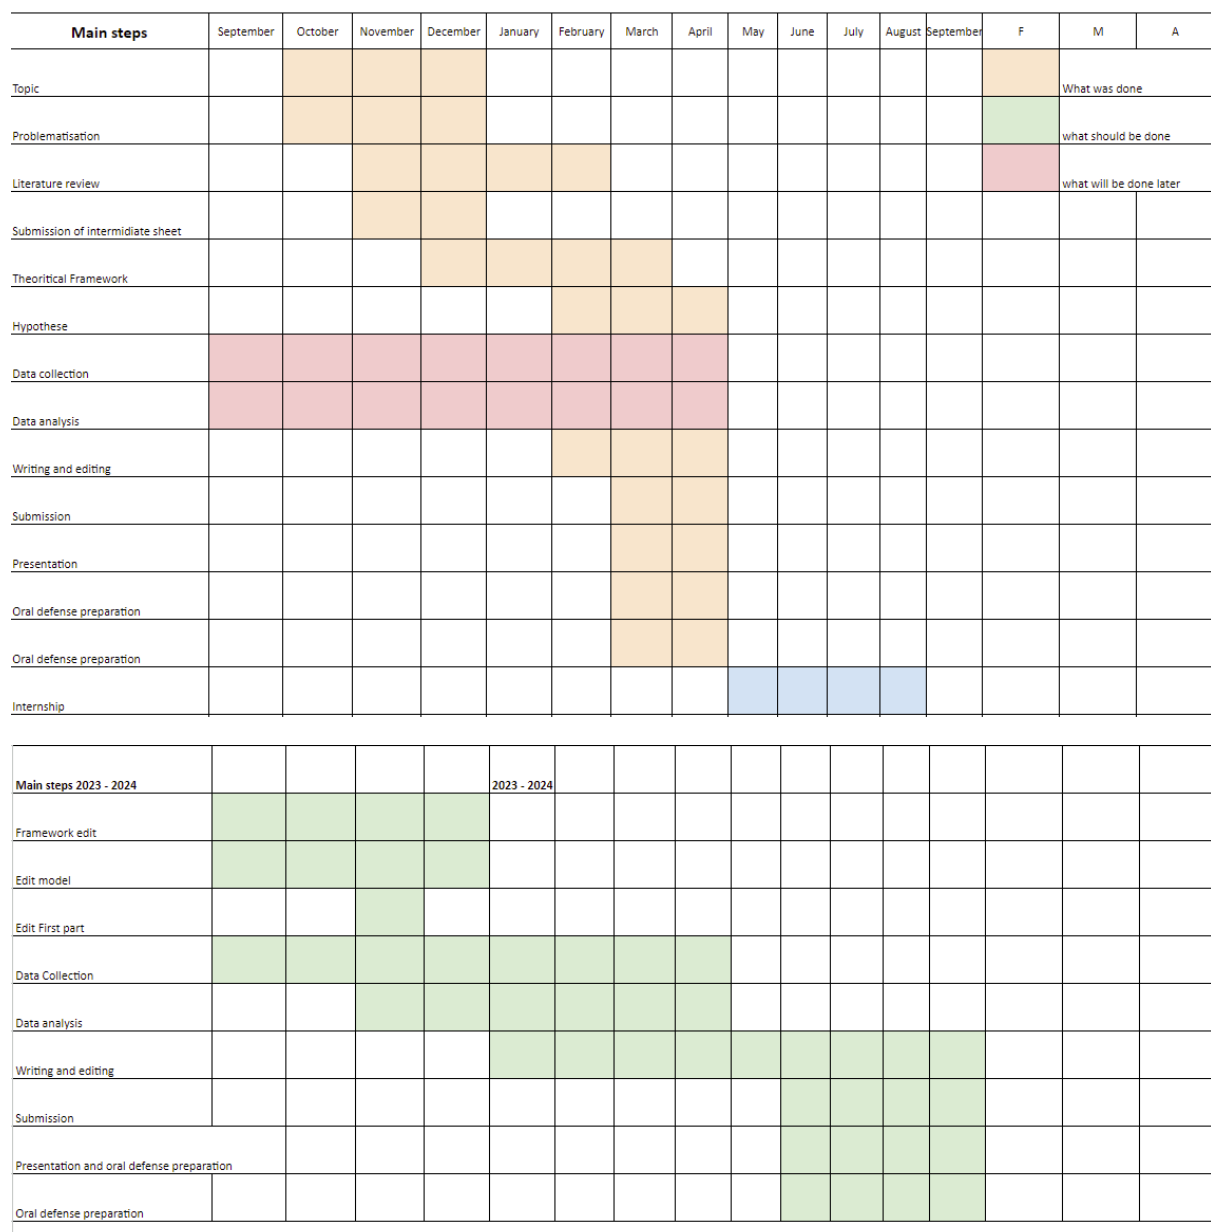 Main steps September October November December January February March April May June July August September F M A
Topic What was done
Problematisation what should be done
Literature review what will be done later
Submission of intermidiate sheet
Theoritical Framework
Hypothese
Data collection
Data analysis
Writing and editing
Submission
Presentation
Oral defense preparation
Oral defense preparation
Internship
Main steps 2023 - 2024 2023 - 2024
Framework edit
Edit model
Edit First part
Data Collection
Data analysis
Writing and editing
Submission
Presentation and oral defense preparation
Oral defense preparation